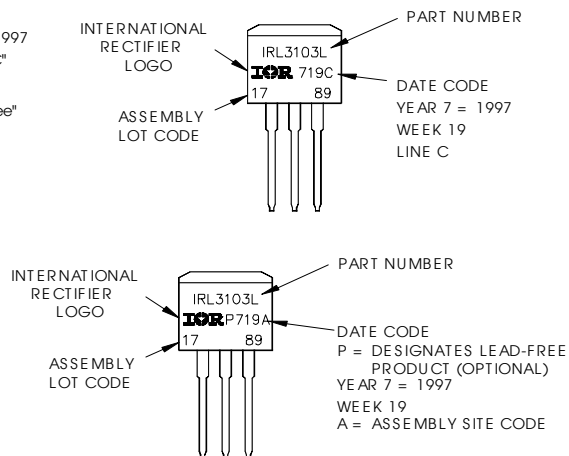 997
"
ee"
INTERNATIONAL
RECTIFIER
LOGO
PART NUMBER
IRL3103L
IOR 719C
17 89
ASSEMBLY
LOT CODE
DATE CODE
YEAR 7 = 1997
WEEK 19
LINE C
INTERNATIONAL
RECTIFIER
LOGO
PART NUMBER
IRL3103L
IOR P719A
17 89
ASSEMBLY
LOT CODE
DATE CODE
P = DESIGNATES LEAD-FREE
PRODUCT (OPTIONAL)
YEAR 7 = 1997
WEEK 19
A = ASSEMBLY SITE CODE